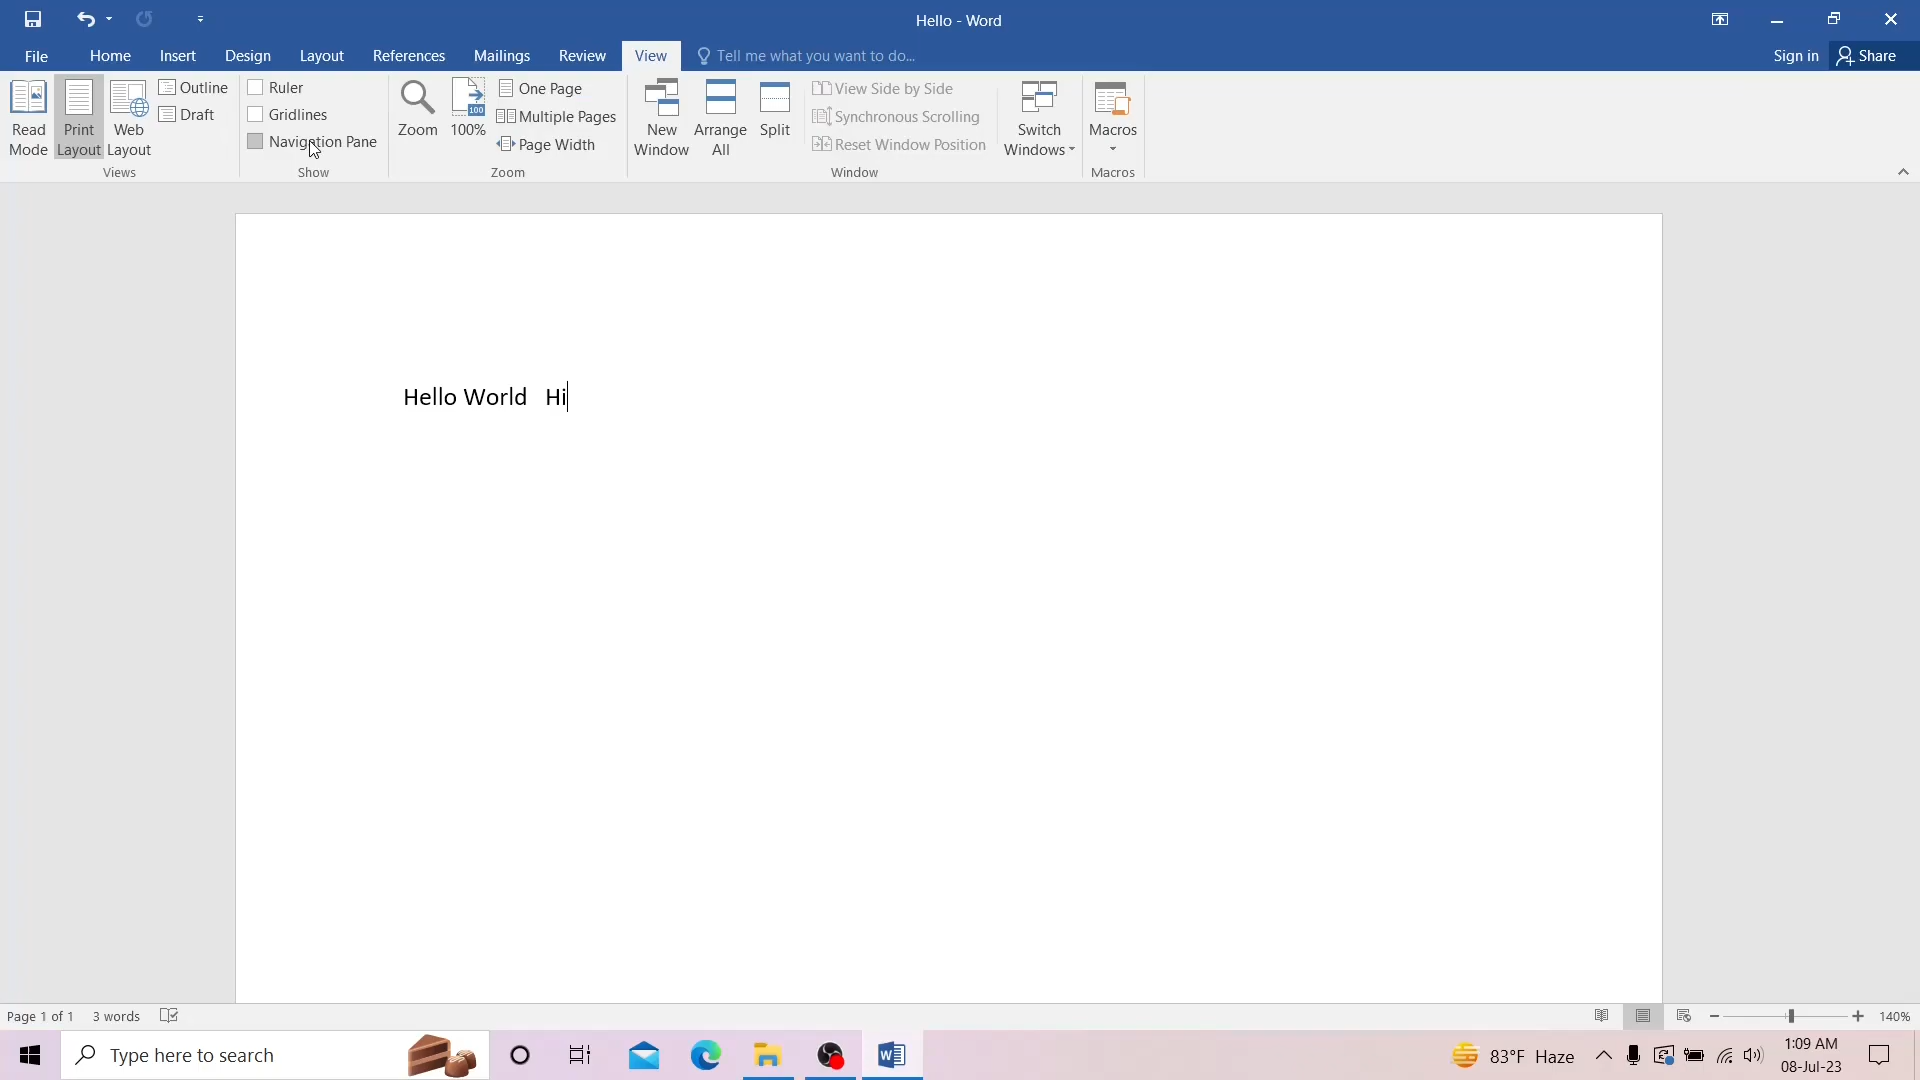 Hello - Word
File Home Insert Design Layout References Mailings Review View Tell me what you want to do... Sign in Share
Read Mode
Print Layout
Web Layout
Outline
Draft
Views
Ruler
Gridlines
Navigation Pane
Show
Zoom
100
100%
One Page
Multiple Pages
Page Width
Zoom
New Window
Arrange All
Split
View Side by Side
Synchronous Scrolling
Reset Window Position
Window
Switch Windows
Macros
Macros
Hello World   Hi
Page 1 of 1 3 words 140%
Type here to search
83°F Haze
1:09 AM
08-Jul-23